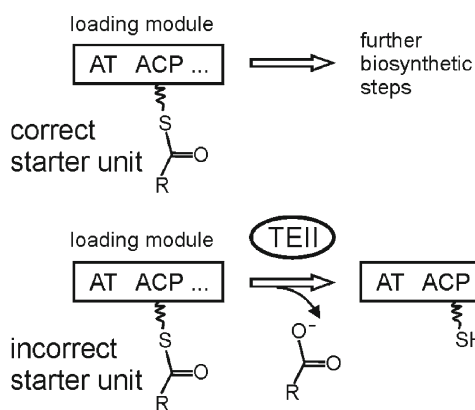 loading module
AT ACP ...
further
biosynthetic
steps
correct
starter unit
S
O
R
loading module
TEII
AT ACP ...
AT ACP
SH
incorrect
starter unit
S
O
R
O-
O
R